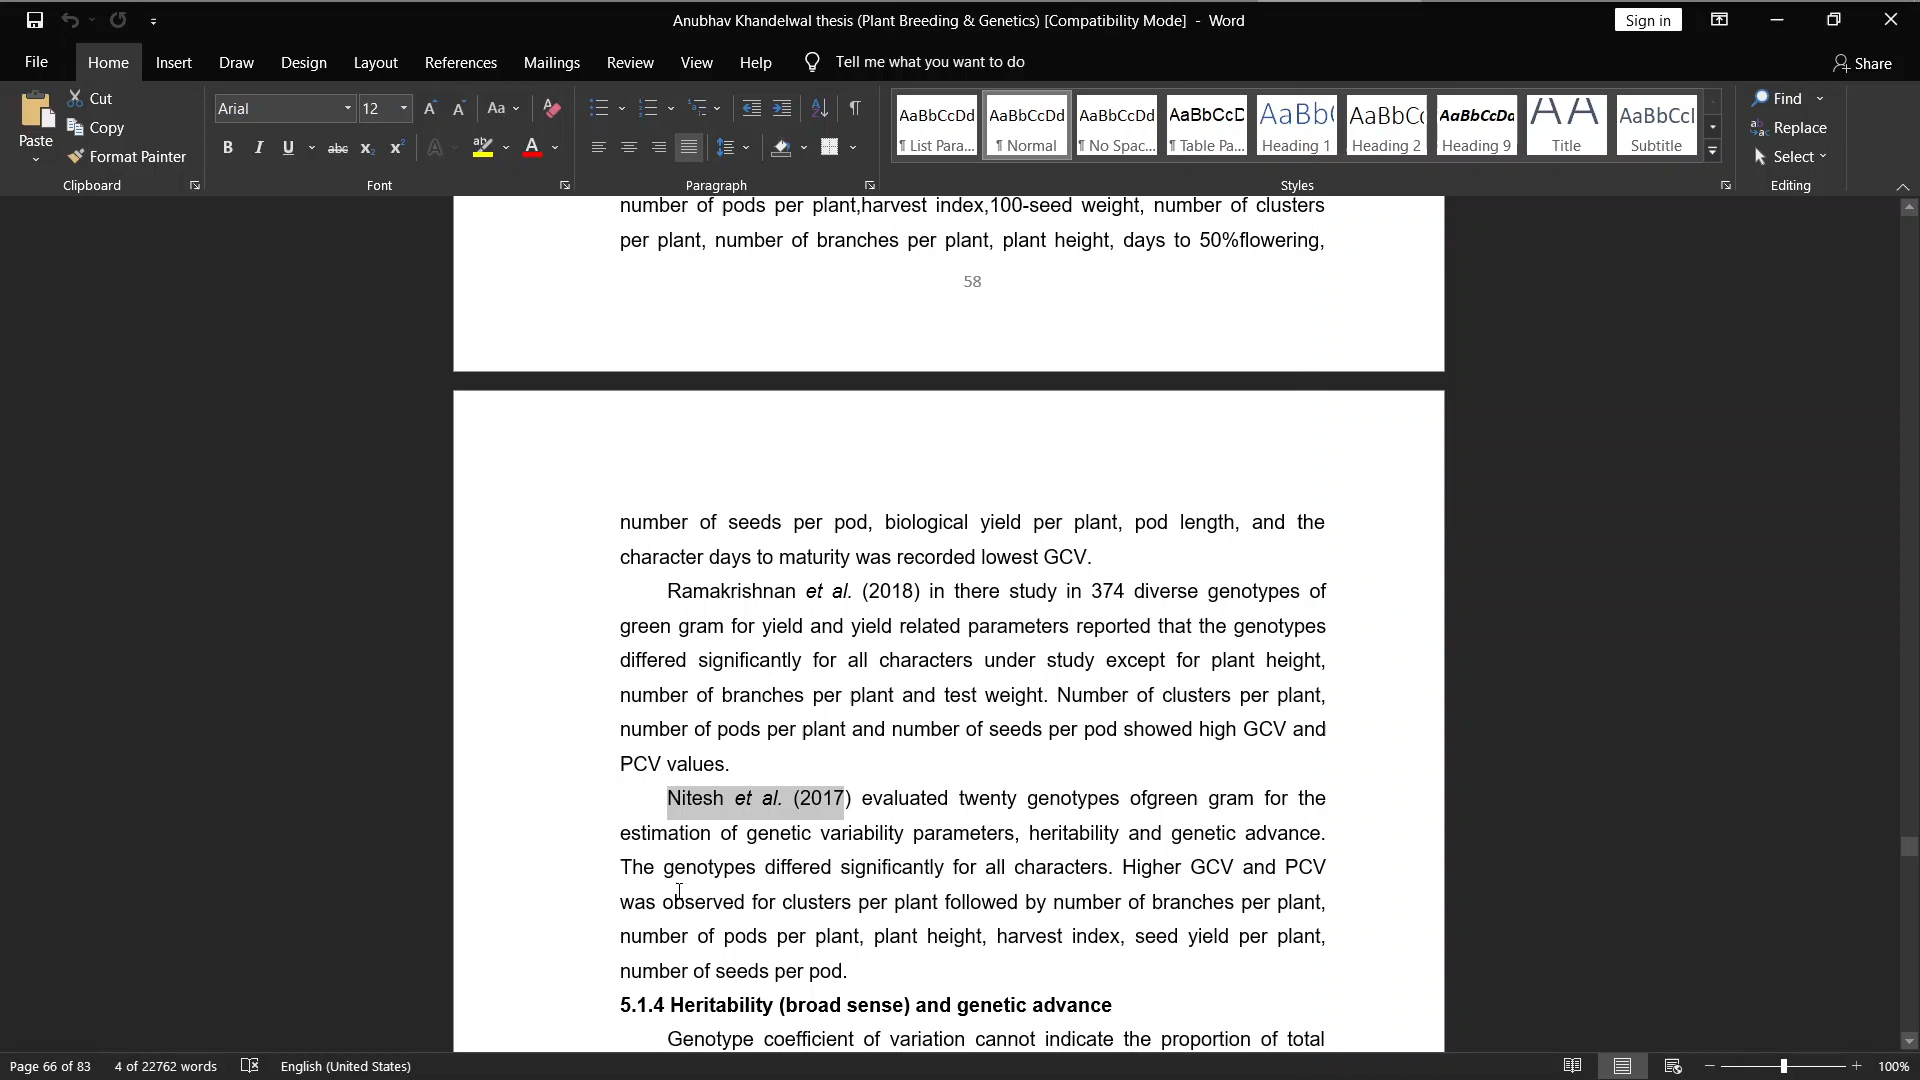 Anubhav Khandelwal thesis (Plant Breeding & Genetics) [Compatibility Mode] - Word
Sign in
File Home Insert Draw Design Layout References Mailings Review View Help Tell me what you want to do
Share
Paste
Cut
Copy
Format Painter
Clipboard
Arial 12
Aa
B I U abc x₂ x²
A ab A
Font
Paragraph
AaBbCcDd AaBbCcDd AaBbCcDd AaBbCcD AaBb( AaBbCc AaBbCcDc AA AaBbCcl
¶ List Para... ¶ Normal ¶ No Spac... ¶ Table Pa... Heading 1 Heading 2 Heading 9 Title Subtitle
Styles
Find
Replace
Select
Editing
number of pods per plant,harvest index,100-seed weight, number of clusters
per plant, number of branches per plant, plant height, days to 50%flowering,
58
number of seeds per pod, biological yield per plant, pod length, and the
character days to maturity was recorded lowest GCV.
Ramakrishnan et al. (2018) in there study in 374 diverse genotypes of
green gram for yield and yield related parameters reported that the genotypes
differed significantly for all characters under study except for plant height,
number of branches per plant and test weight. Number of clusters per plant,
number of pods per plant and number of seeds per pod showed high GCV and
PCV values.
Nitesh et al. (2017) evaluated twenty genotypes ofgreen gram for the
estimation of genetic variability parameters, heritability and genetic advance.
The genotypes differed significantly for all characters. Higher GCV and PCV
was observed for clusters per plant followed by number of branches per plant,
number of pods per plant, plant height, harvest index, seed yield per plant,
number of seeds per pod.
5.1.4 Heritability (broad sense) and genetic advance
Genotype coefficient of variation cannot indicate the proportion of total
Page 66 of 83 4 of 22762 words English (United States) 100%